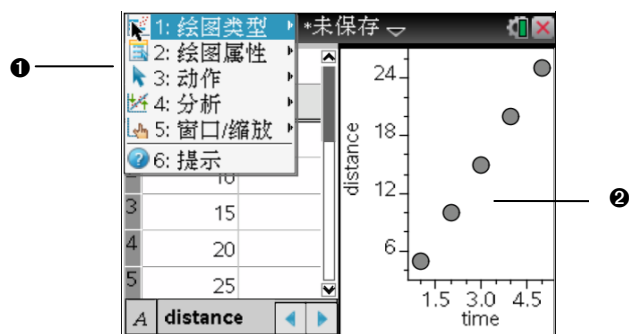 1: 绘图类型
*未保存
2: 绘图属性
3: 动作
4: 分析
5: 窗口/缩放
6: 提示
❶
3 15
4 20
5 25
A distance
distance
24
18
12
6
1.5 3.0 4.5
time
❷